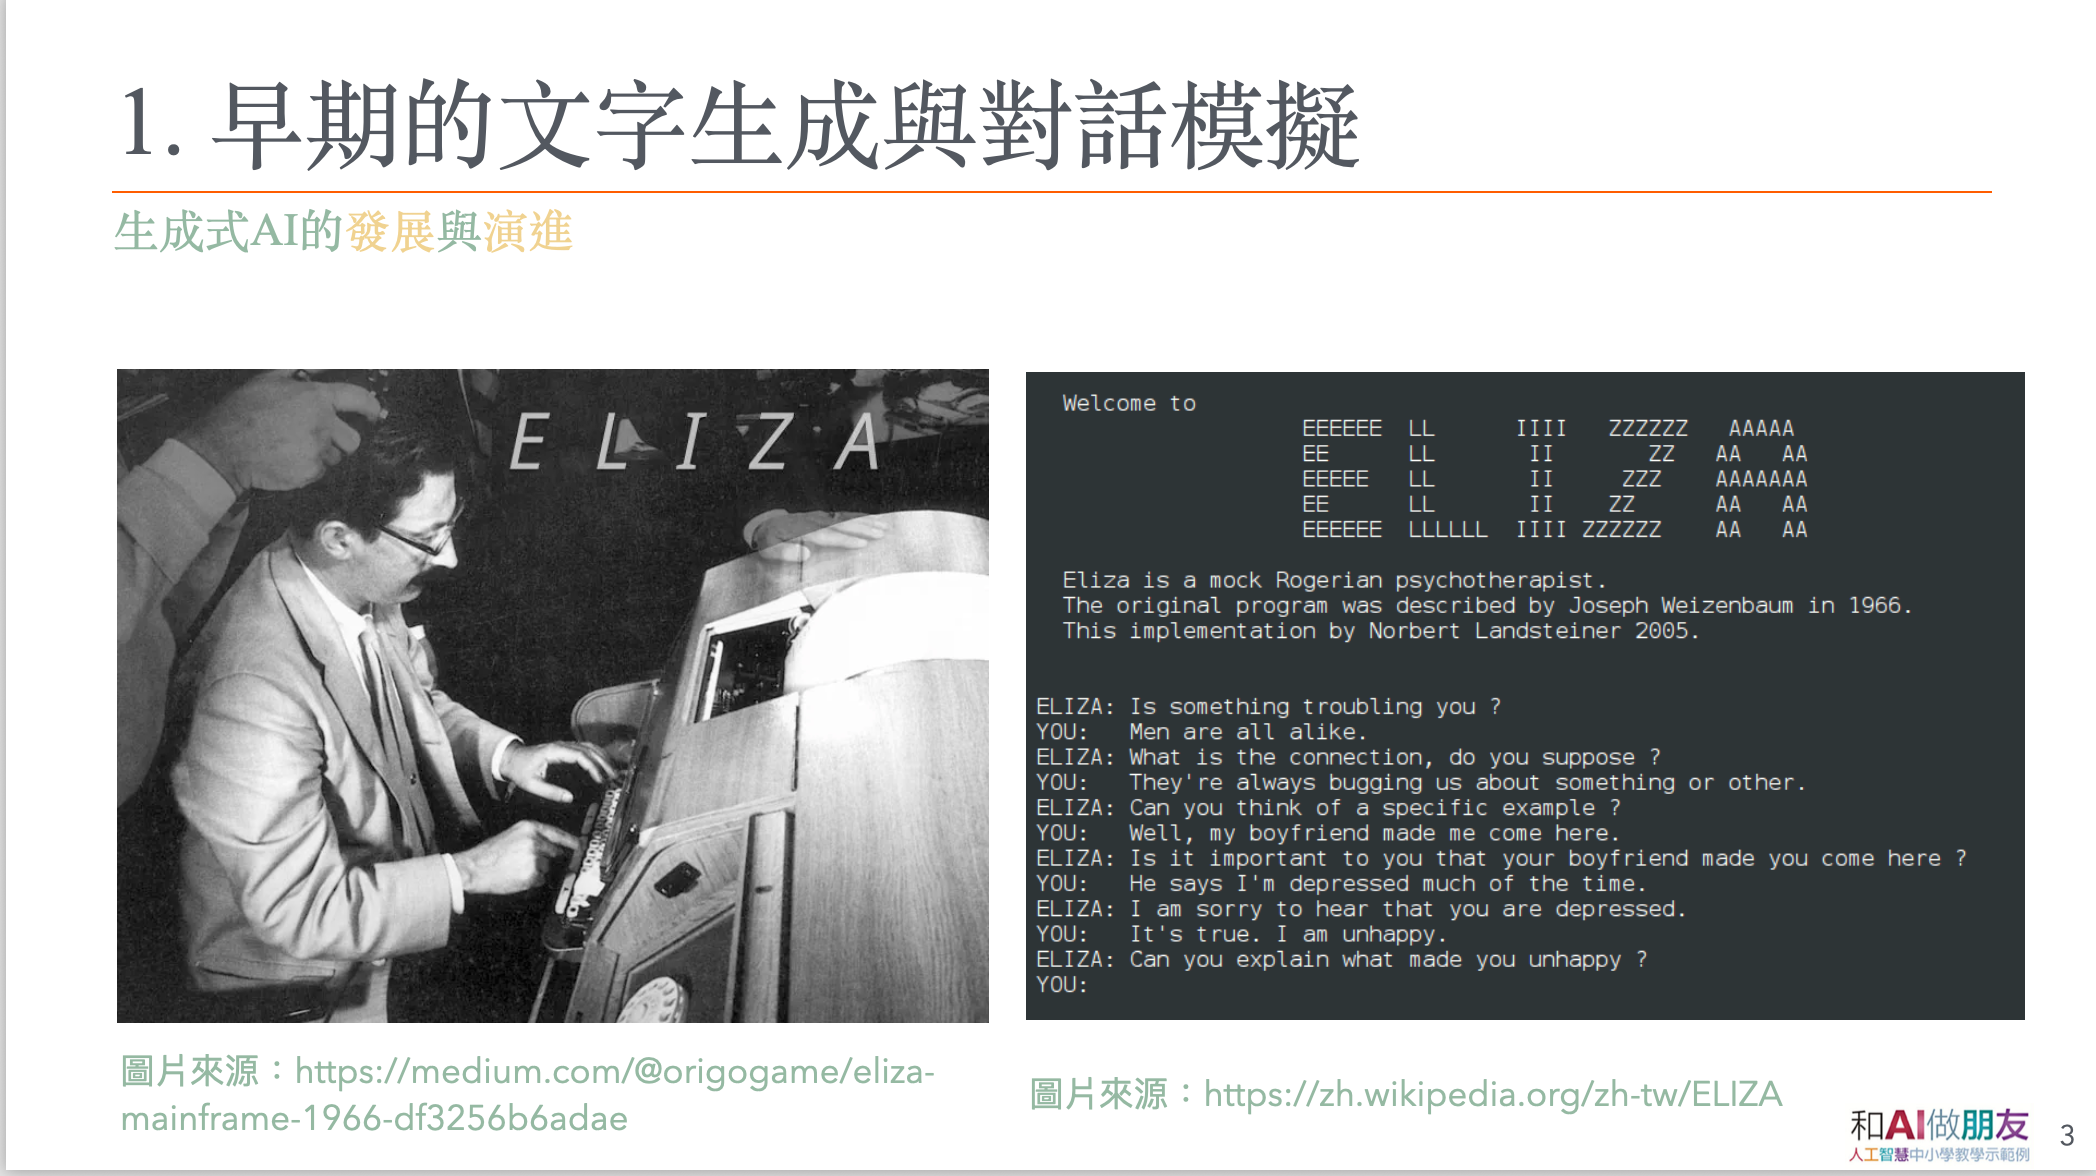 1. 早期的文字生成與對話模擬
生成式AI的發展與演進
E L I Z A
圖片來源：https://medium.com/@origogame/eliza-
mainframe-1966-df3256b6adae
Welcome to
EEEEEE  LL      IIII   ZZZZZZ   AAAAA
EE      LL       II       ZZ   AA   AA
EEEEE   LL       II     ZZZ    AAAAAAA
EE      LL       II    ZZ      AA   AA
EEEEEE  LLLLLL  IIII ZZZZZZ    AA   AA
Eliza is a mock Rogerian psychotherapist.
The original program was described by Joseph Weizenbaum in 1966.
This implementation by Norbert Landsteiner 2005.
ELIZA: Is something troubling you ?
YOU:   Men are all alike.
ELIZA: What is the connection, do you suppose ?
YOU:   They're always bugging us about something or other.
ELIZA: Can you think of a specific example ?
YOU:   Well, my boyfriend made me come here.
ELIZA: Is it important to you that your boyfriend made you come here ?
YOU:   He says I'm depressed much of the time.
ELIZA: I am sorry to hear that you are depressed.
YOU:   It's true. I am unhappy.
ELIZA: Can you explain what made you unhappy ?
YOU:
圖片來源：https://zh.wikipedia.org/zh-tw/ELIZA
和AI做朋友
人工智慧中小學教學示範例
3